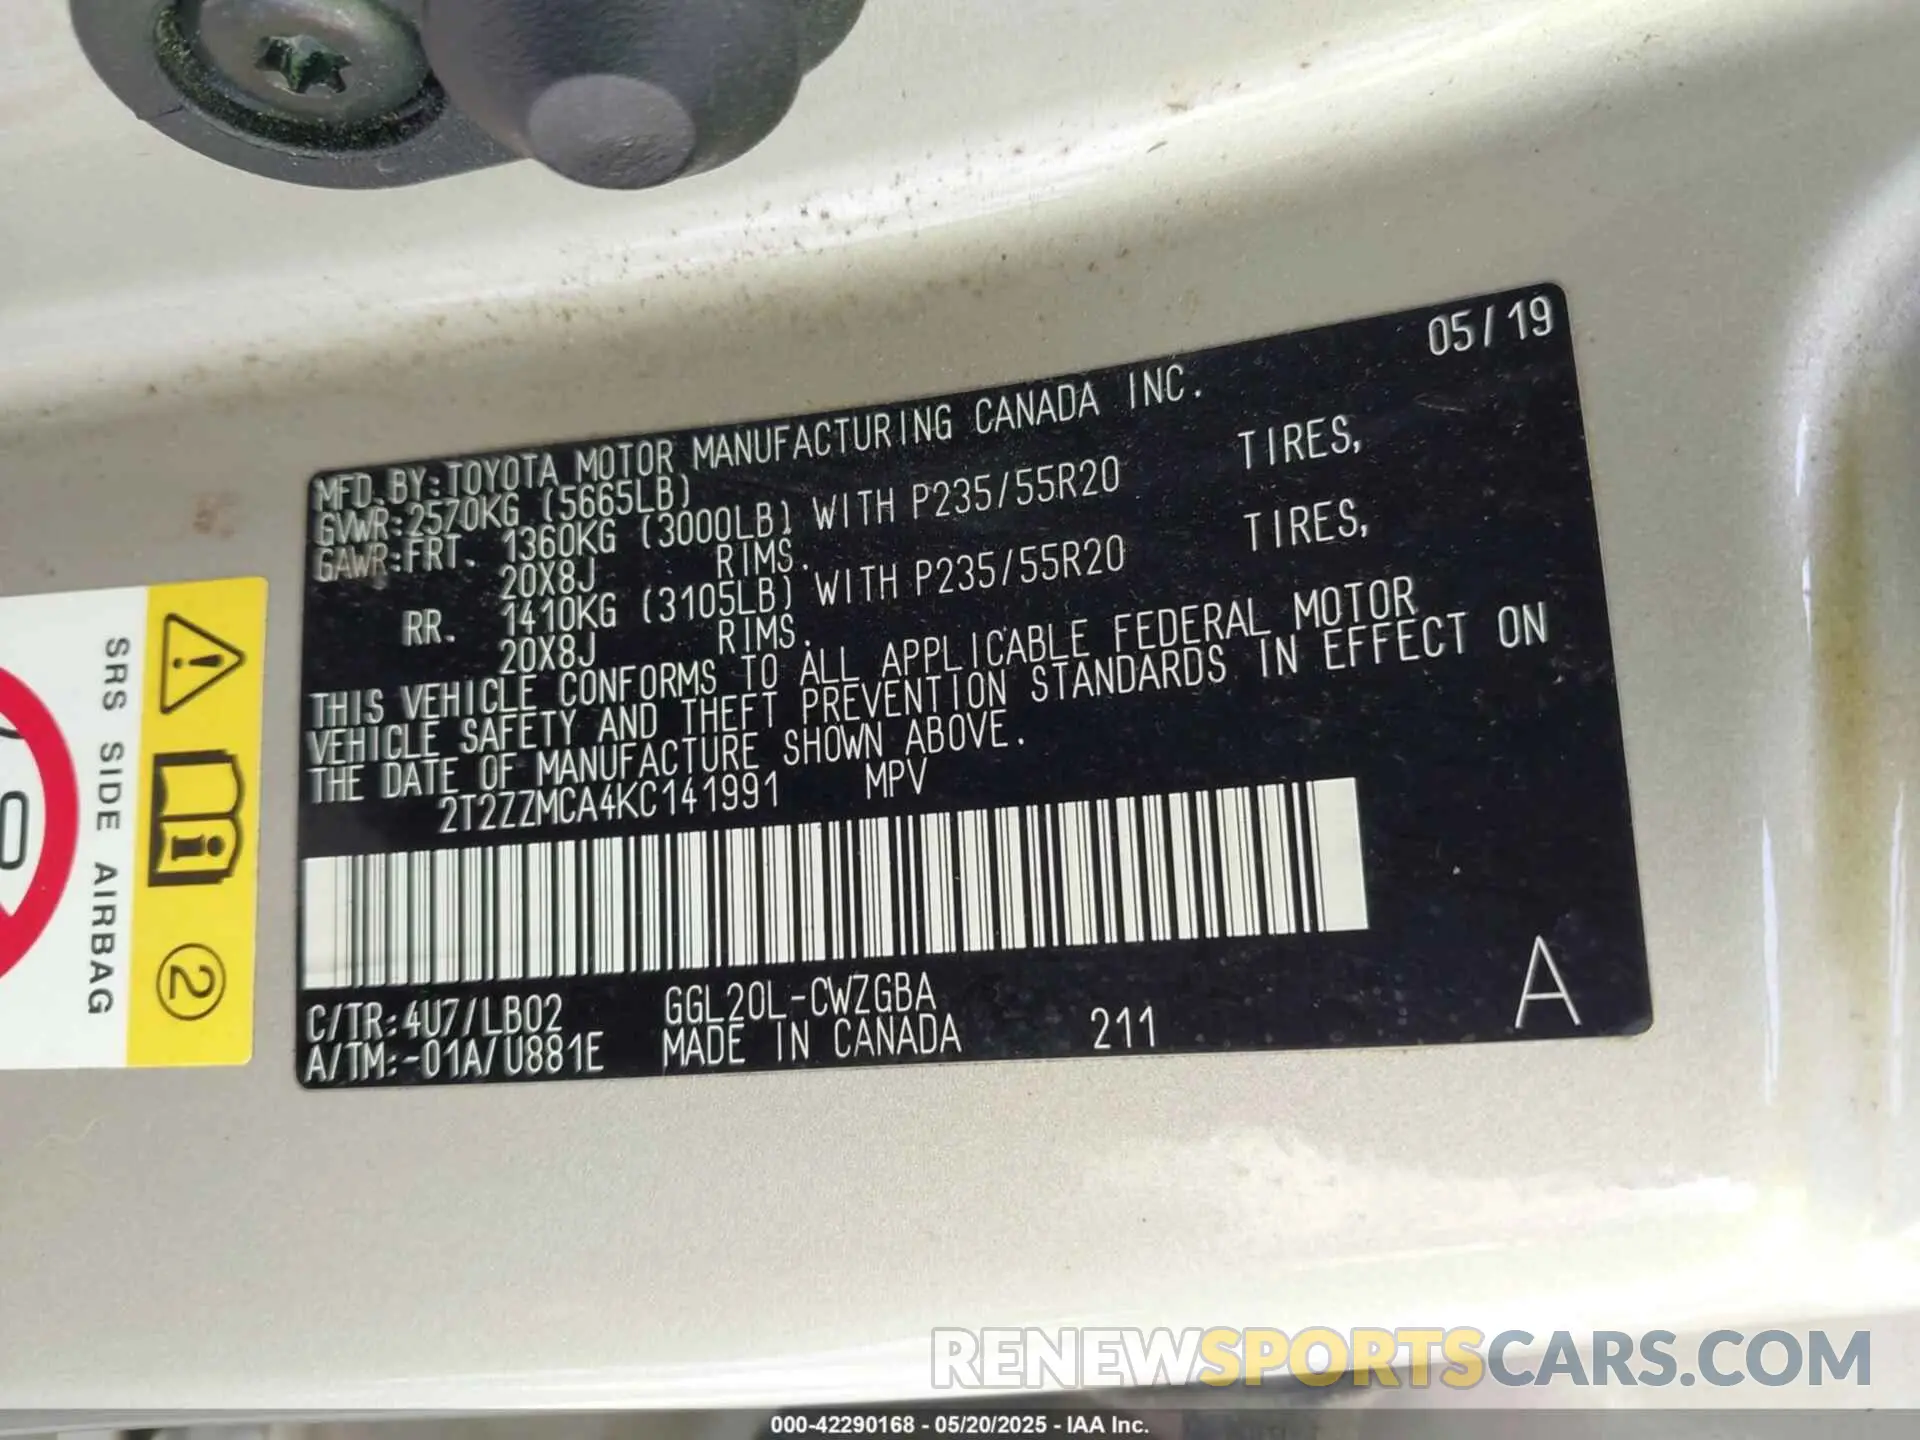 05/19
MFD. BY: TOYOTA MOTOR MANUFACTURING CANADA INC.
GVWR: 2570KG (5665LB)
GAWR: FRT. 1360KG (3000LB) WITH P235/55R20 TIRES,
20X8J RIMS.
RR. 1410KG (3105LB) WITH P235/55R20 TIRES,
20X8J RIMS.
THIS VEHICLE CONFORMS TO ALL APPLICABLE FEDERAL MOTOR
VEHICLE SAFETY AND THEFT PREVENTION STANDARDS IN EFFECT ON
THE DATE OF MANUFACTURE SHOWN ABOVE.
2T2ZZMCA4KC141991 MPV
C/TR: 4U7/LB02 GGL20L-CWZGBA
A/TM: -01A/U881E MADE IN CANADA 211 A
SRS SIDE AIRBAG
2
RENEWSPORTSCARS.COM
000-42290168 - 05/20/2025 - IAA Inc.